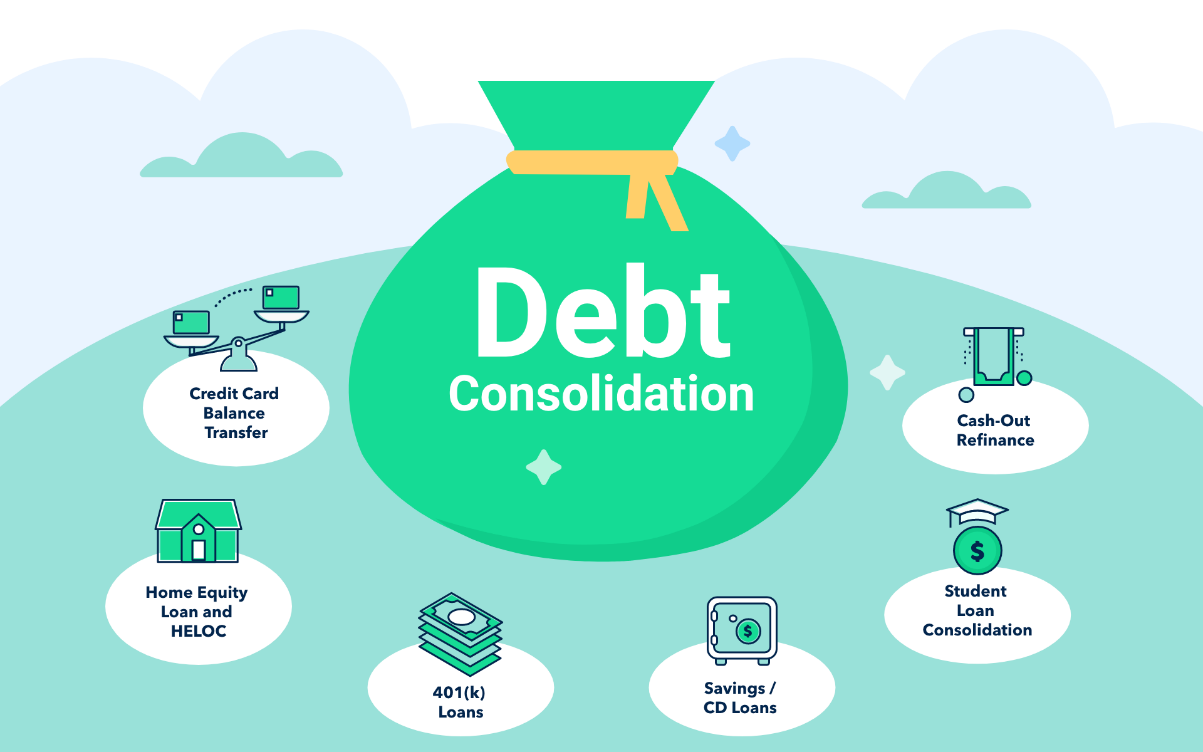 Debt
Consolidation
Credit Card
Balance
Transfer
Home Equity
Loan and
HELOC
401(k)
Loans
Savings /
CD Loans
$
Student
Loan
Consolidation
$
Cash-Out
Refinance